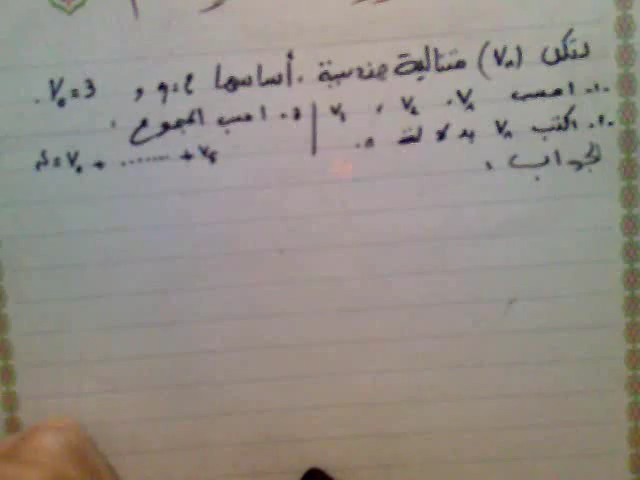 لتكن (Vₙ) متتالية هندسية . أساسها q=2 و V₀=3 .
1. احسب V₁ ، V₂ ، V₃
2. اكتب Vₙ بدلالة n .
3. احسب المجموع .
S = V₀ + ....... + V₅
الجواب .